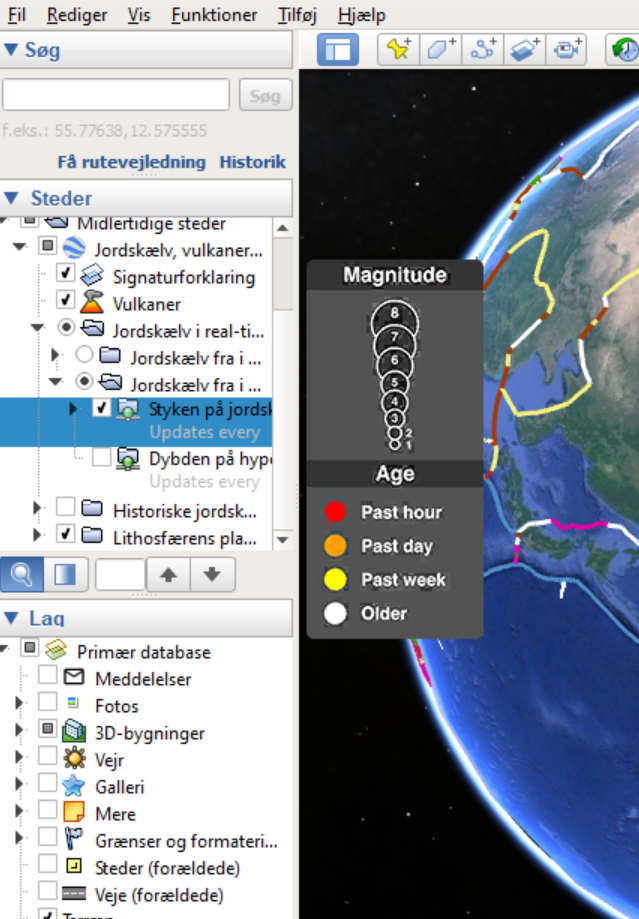 Fil Rediger Vis Funktioner Tilføj Hjælp
Søg
Søg
f.eks.: 55.77638,12.575555
Få rutevejledning Historik
Steder
Midlertidige steder
Jordskælv, vulkaner...
Signaturforklaring
Vulkaner
Jordskælv i real-ti...
Jordskælv fra i ...
Jordskælv fra i ...
Styken på jordsk
Updates every
Dybden på hypo
Updates every
Historiske jordsk...
Lithosfærens pla...
Lag
Primær database
Meddelelser
Fotos
3D-bygninger
Vejr
Galleri
Mere
Grænser og formateri...
Steder (forældede)
Veje (forældede)
Magnitude
8
7
6
5
4
3
2
1
Age
Past hour
Past day
Past week
Older